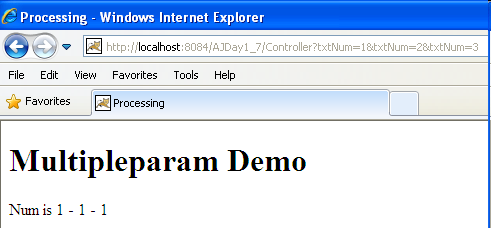 Processing - Windows Internet Explorer
http://localhost:8084/AJDay1_7/Controller?txtNum=1&txtNum=2&txtNum=3
File Edit View Favorites Tools Help
Favorites Processing
Multipleparam Demo
Num is 1 - 1 - 1